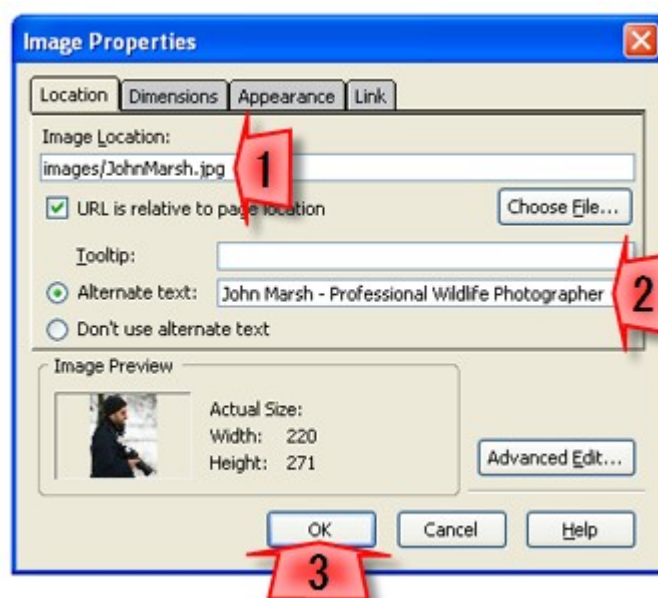 Image Properties
Location Dimensions Appearance Link
Image Location:
images/JohnMarsh.jpg
1
URL is relative to page location
Choose File...
Tooltip:
Alternate text: John Marsh - Professional Wildlife Photographer
2
Don't use alternate text
Image Preview
Actual Size:
Width: 220
Height: 271
Advanced Edit...
OK Cancel Help
3